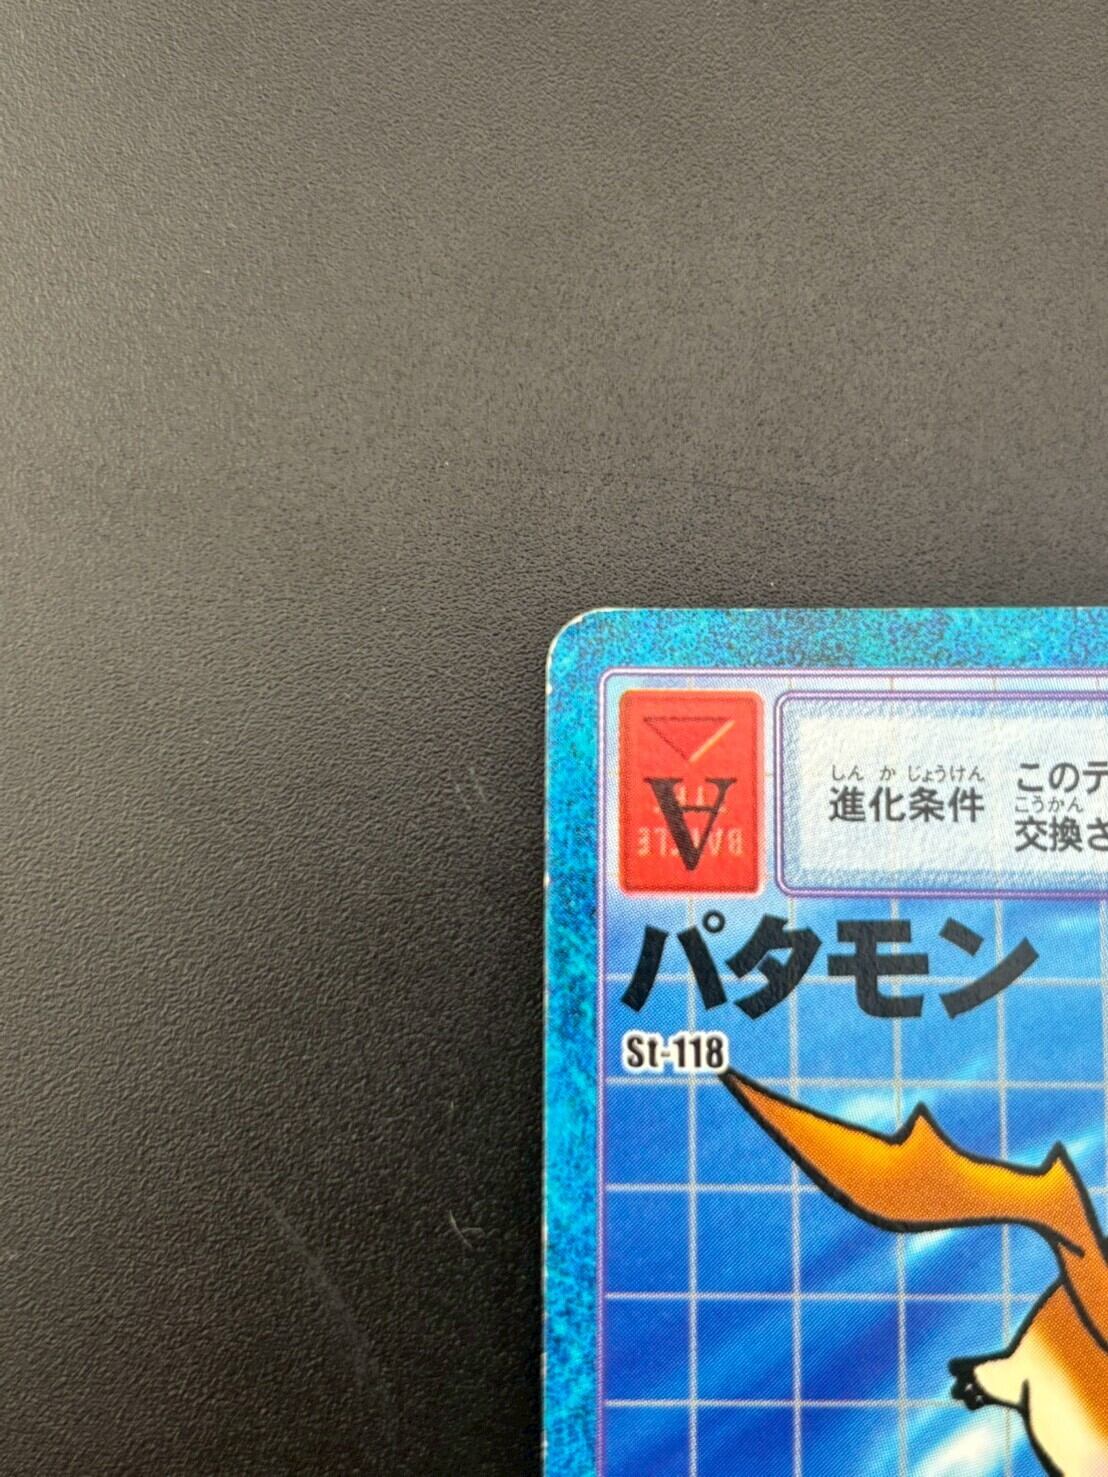 A
BATTLE
しんかじょうけん
進化条件
このデ
こうかん
交換さ
パタモン
St-118